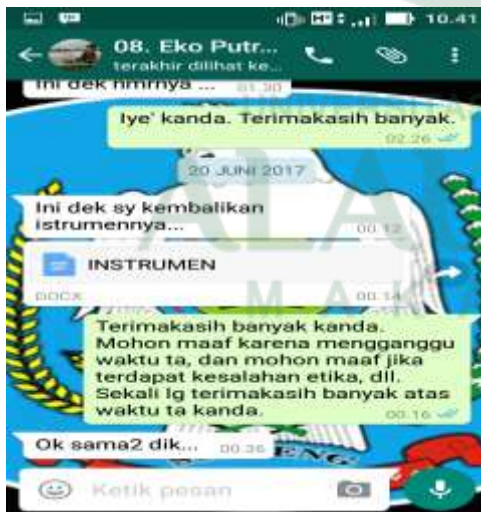 10.41
08. Eko Putr...
terakhir dilihat ke...
Ini dek nmrnya ... 01.30
Iye' kanda. Terimakasih banyak.
02.26
20 JUNI 2017
Ini dek sy kembalikan
istrumennya... 00.12
INSTRUMEN
DOCX 00.14
Terimakasih banyak kanda.
Mohon maaf karena mengganggu
waktu ta, dan mohon maaf jika
terdapat kesalahan etika, dll.
Sekali lg terimakasih banyak atas
waktu ta kanda. 00.16
Ok sama2 dik... 00.36
Ketik pesan